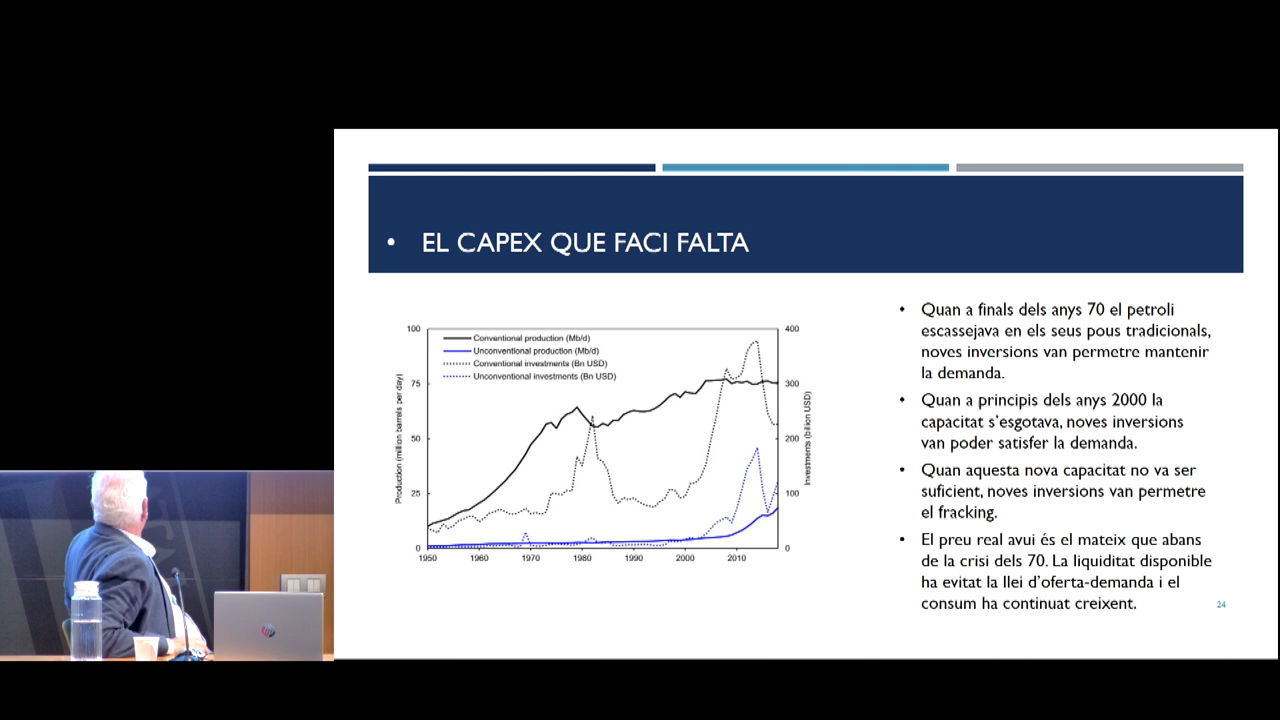 • EL CAPEX QUE FACI FALTA
100
400
Conventional production (Mb/d)
Unconventional production (Mb/d)
Conventional investments (Bn USD)
Unconventional investments (Bn USD)
75
300
50
200
25
100
0
0
Production (million barrels per day)
Investments (billion USD)
1950 1960 1970 1980 1990 2000 2010
• Quan a finals dels anys 70 el petroli
escassejava en els seus pous tradicionals,
noves inversions van permetre mantenir
la demanda.
• Quan a principis dels anys 2000 la
capacitat s'esgotava, noves inversions
van poder satisfer la demanda.
• Quan aquesta nova capacitat no va ser
suficient, noves inversions van permetre
el fracking.
• El preu real avui és el mateix que abans
de la crisi dels 70. La liquiditat disponible
ha evitat la llei d'oferta-demanda i el
consum ha continuat creixent.
24
hp